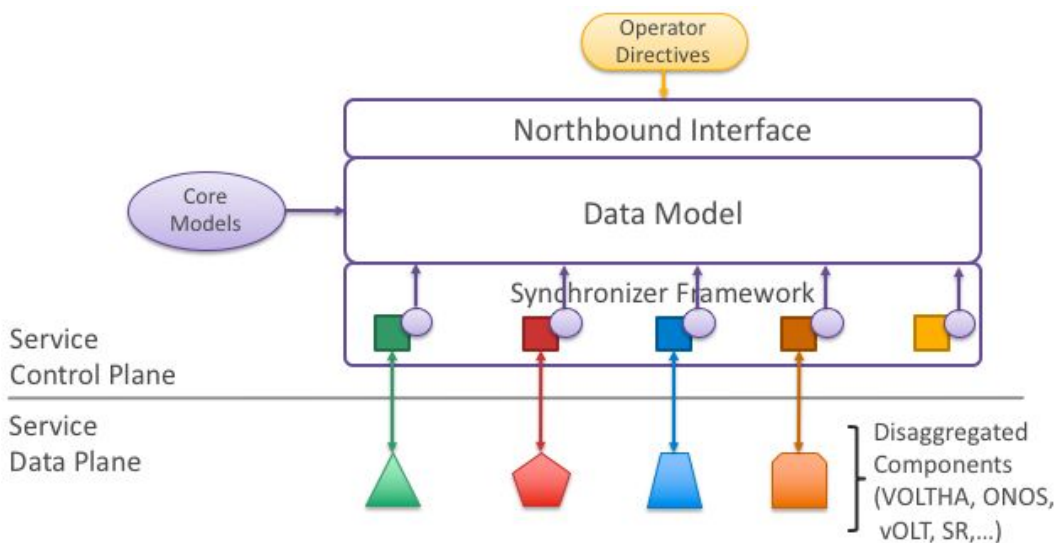 Operator
Directives
Northbound Interface
Core
Models
Data Model
Synchronizer Framework
Service
Control Plane
Service
Data Plane
Disaggregated
Components
(VOLTHA, ONOS,
vOLT, SR,...)